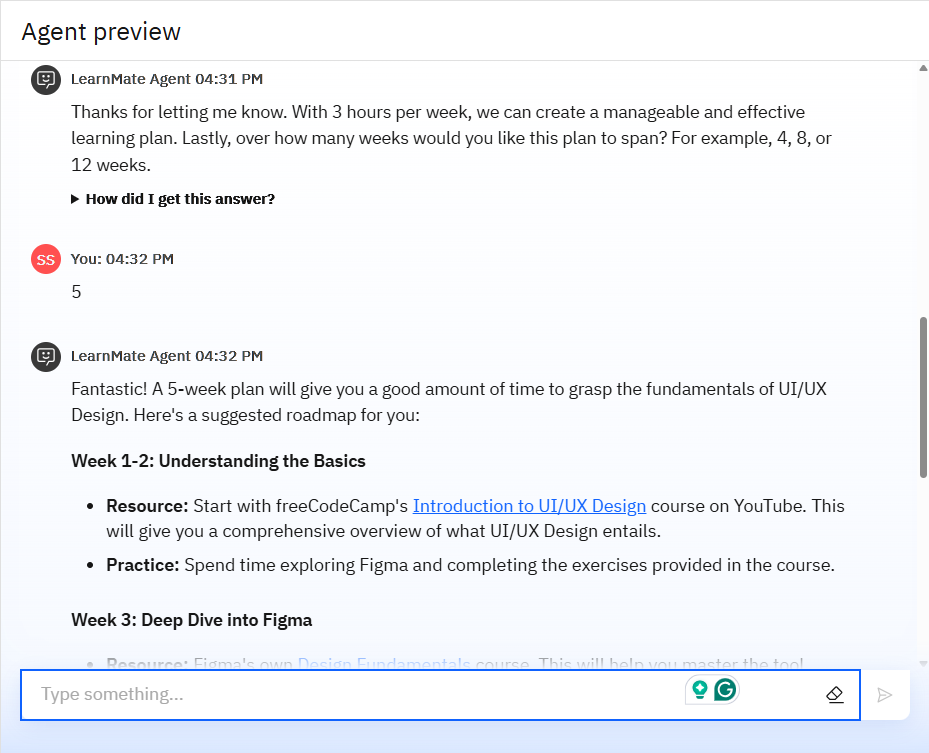 Agent preview
LearnMate Agent 04:31 PM
Thanks for letting me know. With 3 hours per week, we can create a manageable and effective
learning plan. Lastly, over how many weeks would you like this plan to span? For example, 4, 8, or
12 weeks.
How did I get this answer?
SS
You: 04:32 PM
5
LearnMate Agent 04:32 PM
Fantastic! A 5-week plan will give you a good amount of time to grasp the fundamentals of UI/UX
Design. Here's a suggested roadmap for you:
Week 1-2: Understanding the Basics
• Resource: Start with freeCodeCamp's Introduction to UI/UX Design course on YouTube. This
will give you a comprehensive overview of what UI/UX Design entails.
• Practice: Spend time exploring Figma and completing the exercises provided in the course.
Week 3: Deep Dive into Figma
• Resource: Figma's own Design Fundamentals course. This will help you master the tool
Type something...